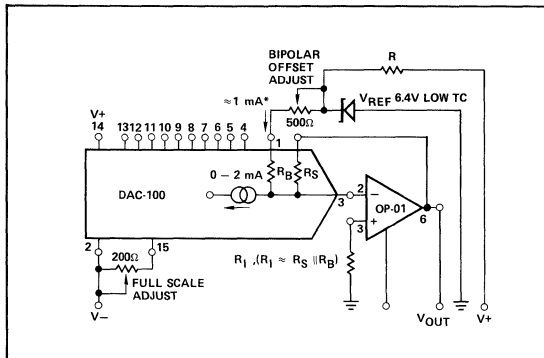 BIPOLAR
OFFSET
ADJUST
R
≈1 mA*
500Ω
VREF 6.4V LOW TC
V+
14 13 12 11 10 9 8 7 6 5 4
1
RB RS
0 – 2 mA
DAC-100
3
2 –
OP-01
6
3 +
2 15
200Ω
FULL SCALE
ADJUST
R1 ,(R1 ≈ RS ||RB)
V–
VOUT V+